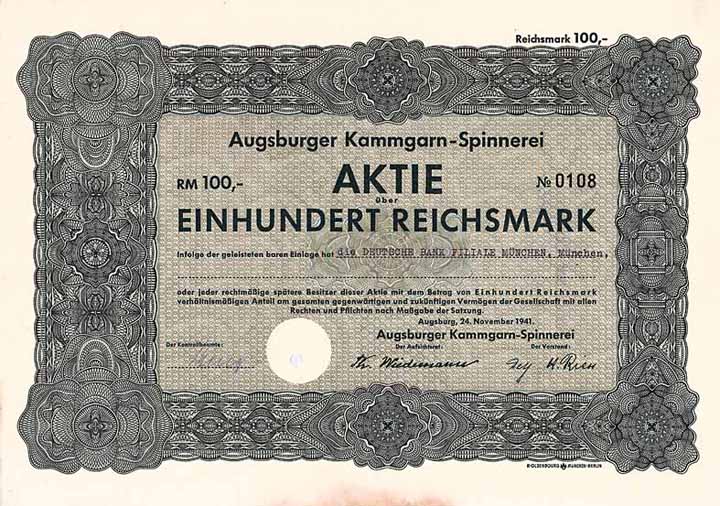 Reichsmark 100,-
Augsburger Kammgarn-Spinnerei
AKTIE
RM 100,- № 0108
über
EINHUNDERT REICHSMARK
Infolge der geleisteten baren Einlage hat die DEUTSCHE BANK FILIALE MÜNCHEN, München,
oder jeder rechtmäßige spätere Besitzer dieser Aktie mit dem Betrag von Einhundert Reichsmark
verhältnismäßigen Anteil am gesamten gegenwärtigen und zukünftigen Vermögen der Gesellschaft mit allen
Rechten und Pflichten nach Maßgabe der Satzung.
Augsburg, 24. November 1941.
Augsburger Kammgarn-Spinnerei
Der Kontrollbeamte: Der Aufsichtsrat: Der Vorstand:
Th. Wiedemann
R·OLDENBOURG MÜNCHEN-BERLIN